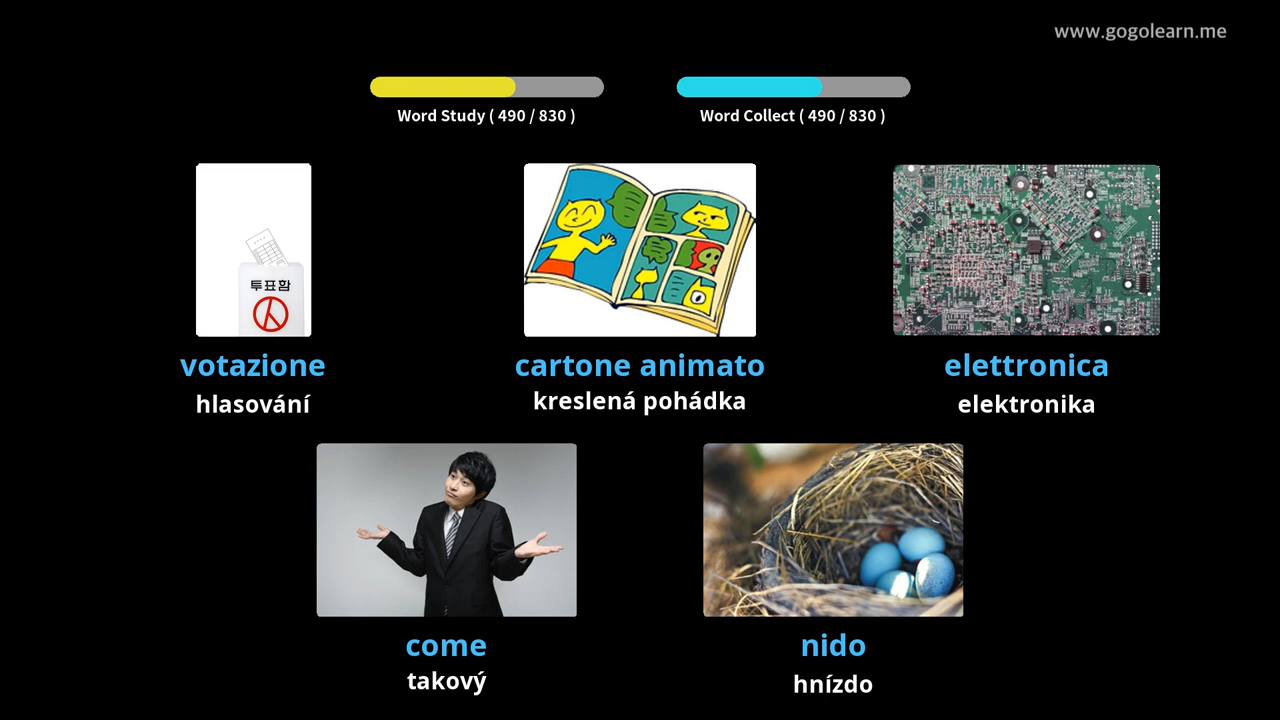 www.gogolearn.me
Word Study ( 490 / 830 )
Word Collect ( 490 / 830 )
투표함
votazione
hlasování
cartone animato
kreslená pohádka
elettronica
elektronika
come
takový
nido
hnízdo